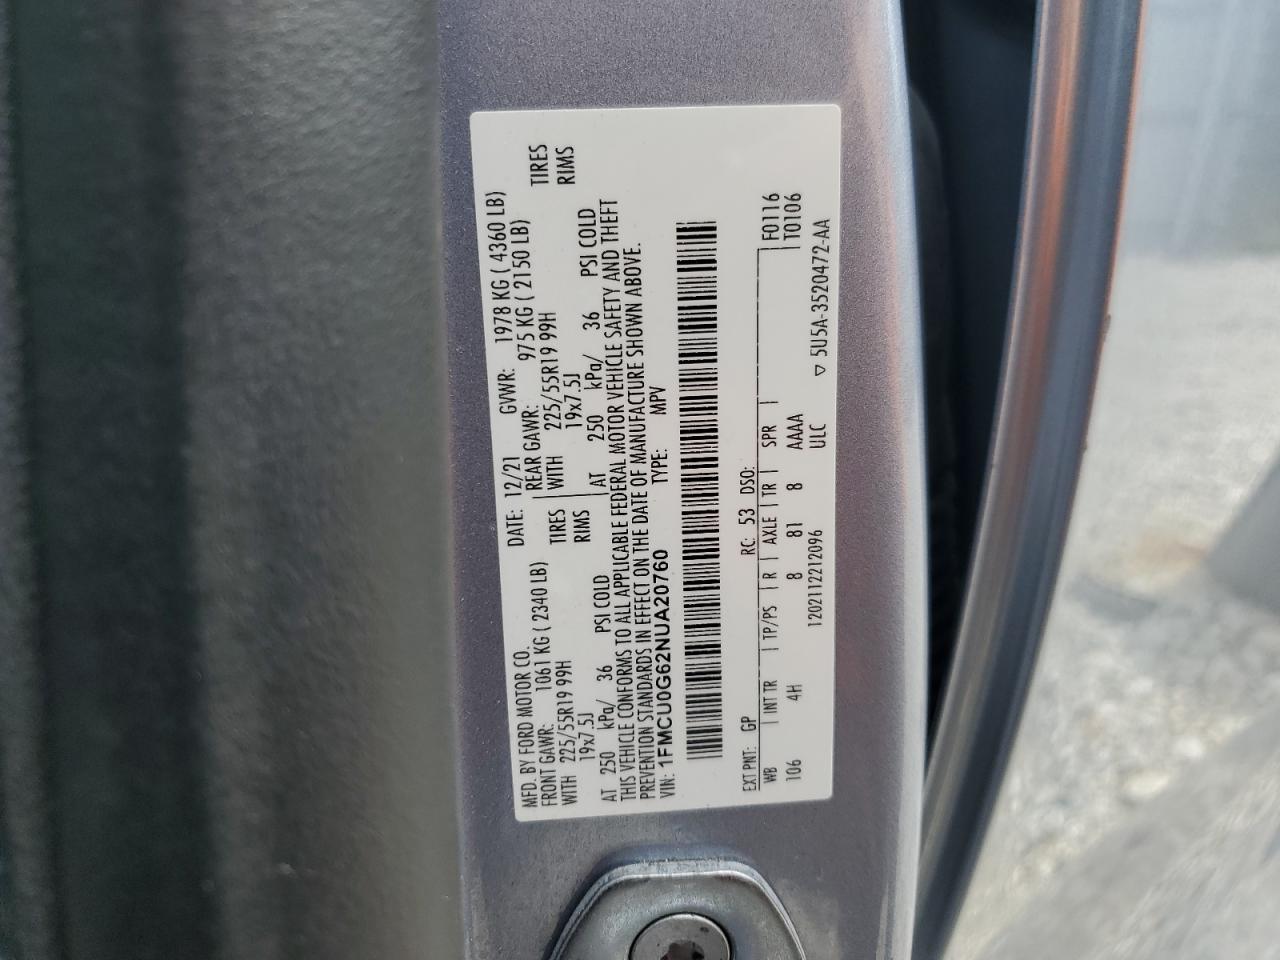 MFD. BY FORD MOTOR CO.
DATE: 12/21 GVWR: 1978 KG ( 4360 LB)
FRONT GAWR: 1061 KG ( 2340 LB) REAR GAWR: 975 KG ( 2150 LB)
WITH 225/55R19 99H TIRES WITH 225/55R19 99H TIRES
19x7.5J RIMS 19x7.5J RIMS
AT 250 kPa/ 36 PSI COLD AT 250 kPa/ 36 PSI COLD
THIS VEHICLE CONFORMS TO ALL APPLICABLE FEDERAL MOTOR VEHICLE SAFETY AND THEFT
PREVENTION STANDARDS IN EFFECT ON THE DATE OF MANUFACTURE SHOWN ABOVE.
VIN: 1FMCU0G62NUA20760 TYPE: MPV
EXT PNT: GP RC: 53 DSO: F0116
WB INT TR TP/PS R AXLE TR SPR T0106
106 4H 8 81 8 AAAA
1202112212096 ULC ▽ 5U5A-3520472-AA